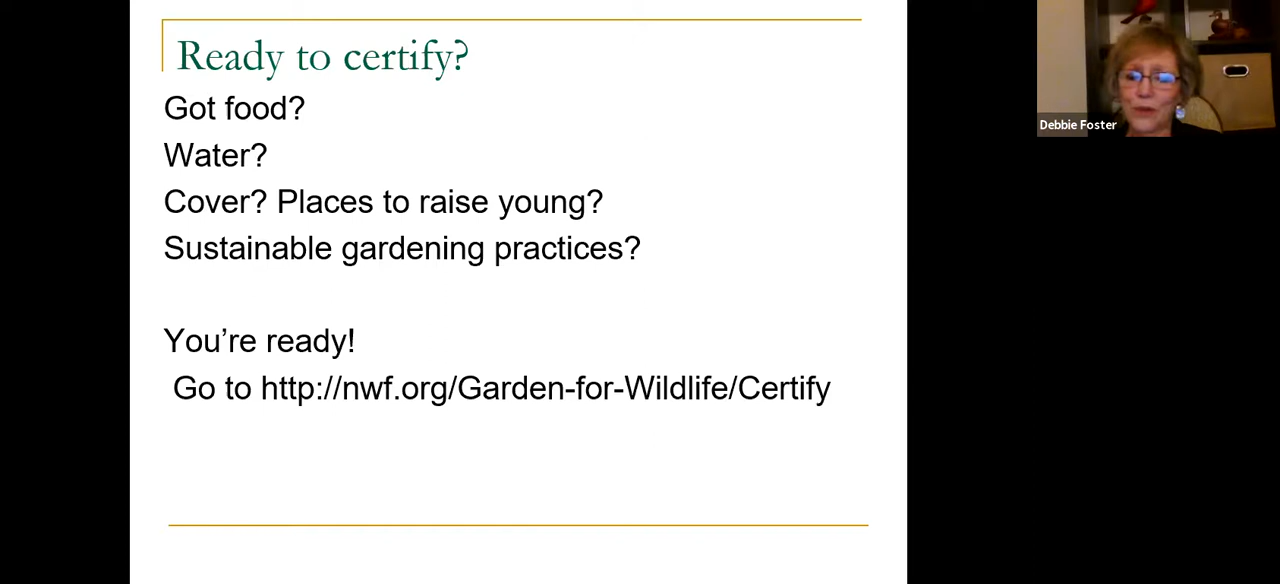 Ready to certify?
Got food?
Water?
Cover? Places to raise young?
Sustainable gardening practices?
You’re ready!
Go to http://nwf.org/Garden-for-Wildlife/Certify
Debbie Foster